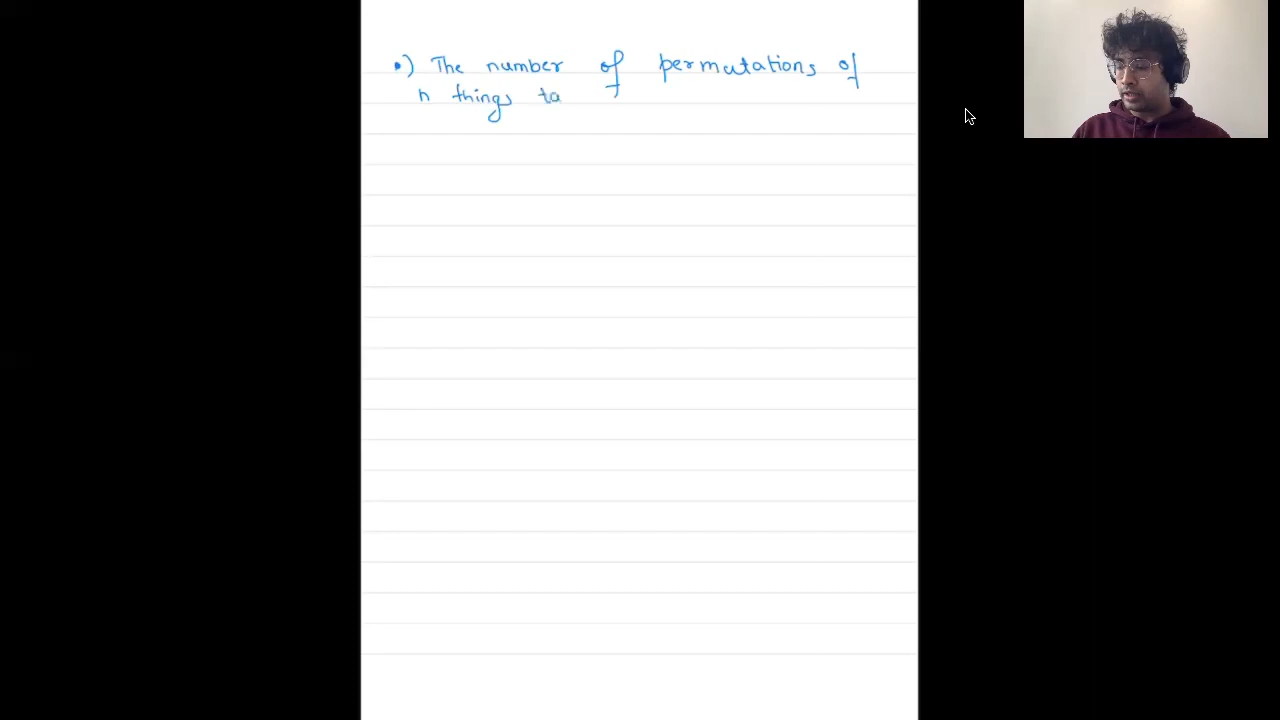 •) The number of permutations of
n things ta